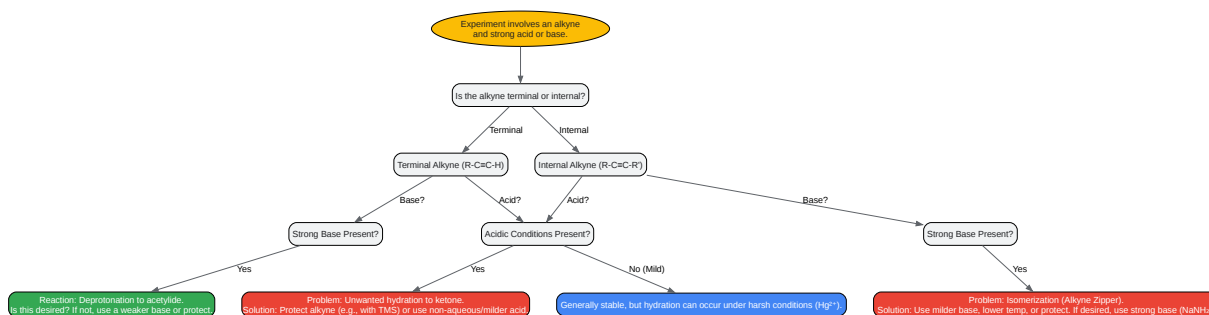 Experiment involves an alkyne
and strong acid or base.
Is the alkyne terminal or internal?
Terminal
Internal
Terminal Alkyne (R-C≡C-H)
Internal Alkyne (R-C≡C-R')
Base?
Acid?
Acid?
Base?
Strong Base Present?
Acidic Conditions Present?
Strong Base Present?
Yes
Yes
No (Mild)
Yes
Reaction: Deprotonation to acetylide.
Is this desired? If not, use a weaker base or protect.
Problem: Unwanted hydration to ketone.
Solution: Protect alkyne (e.g., with TMS) or use non-aqueous/milder acid.
Generally stable, but hydration can occur under harsh conditions (Hg²⁺).
Problem: Isomerization (Alkyne Zipper).
Solution: Use milder base, lower temp, or protect. If desired, use strong base (NaNH₂